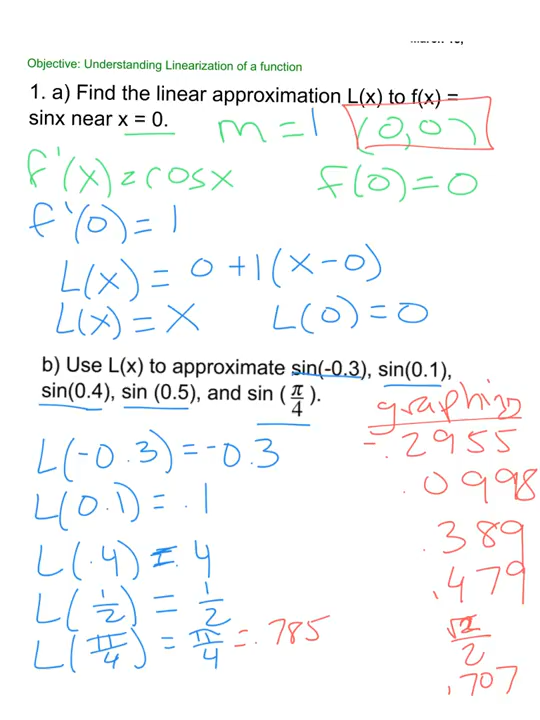 Objective: Understanding Linearization of a function
1. a) Find the linear approximation L(x) to f(x) =
sinx near x = 0.
m = 1 (0,0)
f'(x) = cosx f(0) = 0
f'(0) = 1
L(x) = 0 + 1(x-0)
L(x) = x L(0) = 0
b) Use L(x) to approximate sin(-0.3), sin(0.1),
sin(0.4), sin (0.5), and sin (π/4).
graphing
L(-0.3) = -0.3 -.2955
L(0.1) = .1 .0998
L(.4) = .4 .389
L(1/2) = 1/2 .479
L(π/4) = π/4 = .785 √2/2
.707